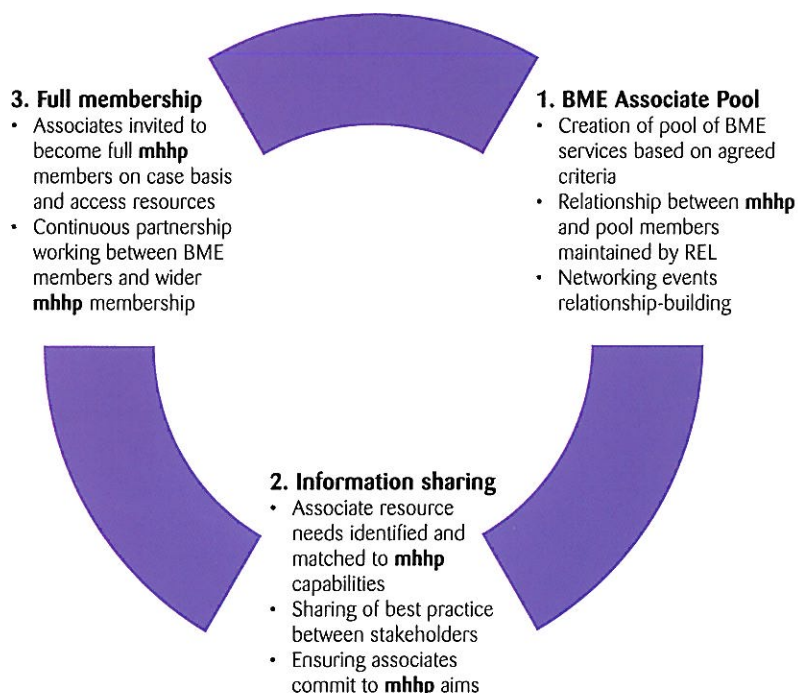 3. Full membership
• Associates invited to
become full mhhp
members on case basis
and access resources
• Continuous partnership
working between BME
members and wider
mhhp membership
1. BME Associate Pool
• Creation of pool of BME
services based on agreed
criteria
• Relationship between mhhp
and pool members
maintained by REL
• Networking events
relationship-building
2. Information sharing
• Associate resource
needs identified and
matched to mhhp
capabilities
• Sharing of best practice
between stakeholders
• Ensuring associates
commit to mhhp aims